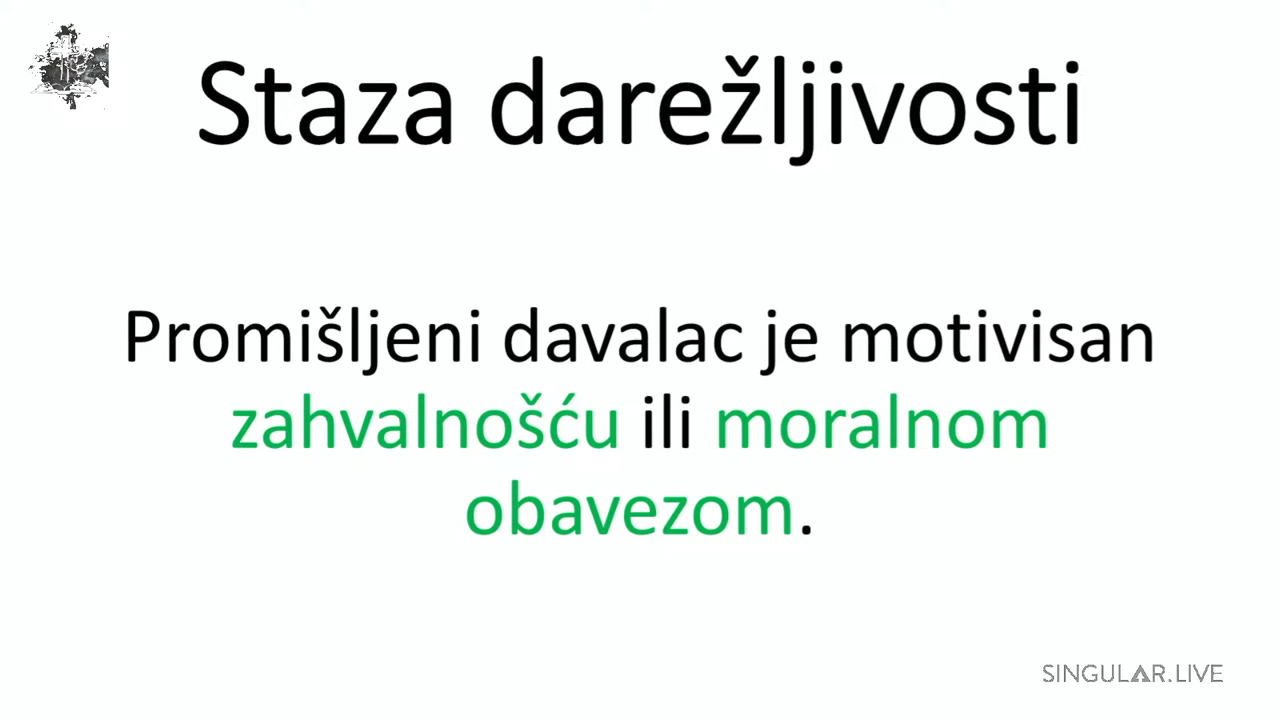 Staza darežljivosti
Promišljeni davalac je motivisan
zahvalnošću ili moralnom
obavezom.
SINGULAR.LIVE